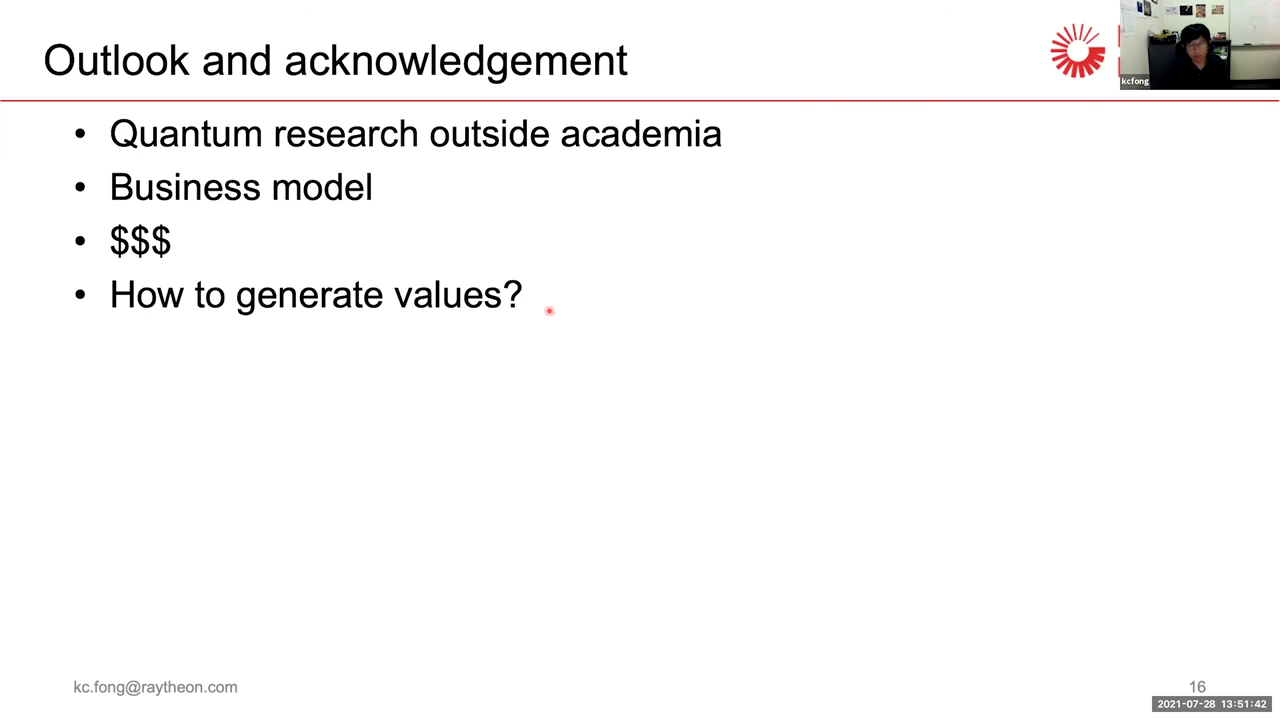 Outlook and acknowledgement
kcfong
• Quantum research outside academia
• Business model
• $$$
• How to generate values?
kc.fong@raytheon.com
16
2021-07-28 13:51:42